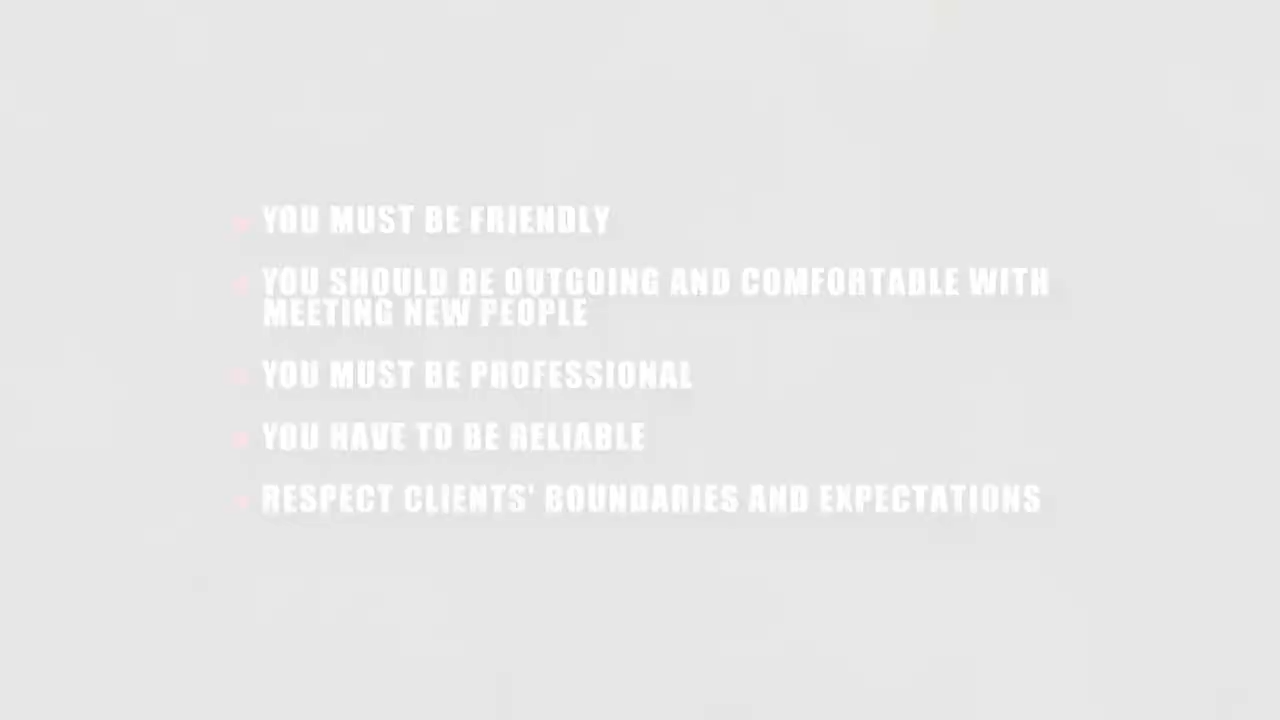 YOU MUST BE FRIENDLY
YOU SHOULD BE OUTGOING AND COMFORTABLE WITH
MEETING NEW PEOPLE
YOU MUST BE PROFESSIONAL
YOU HAVE TO BE RELIABLE
RESPECT CLIENTS' BOUNDARIES AND EXPECTATIONS